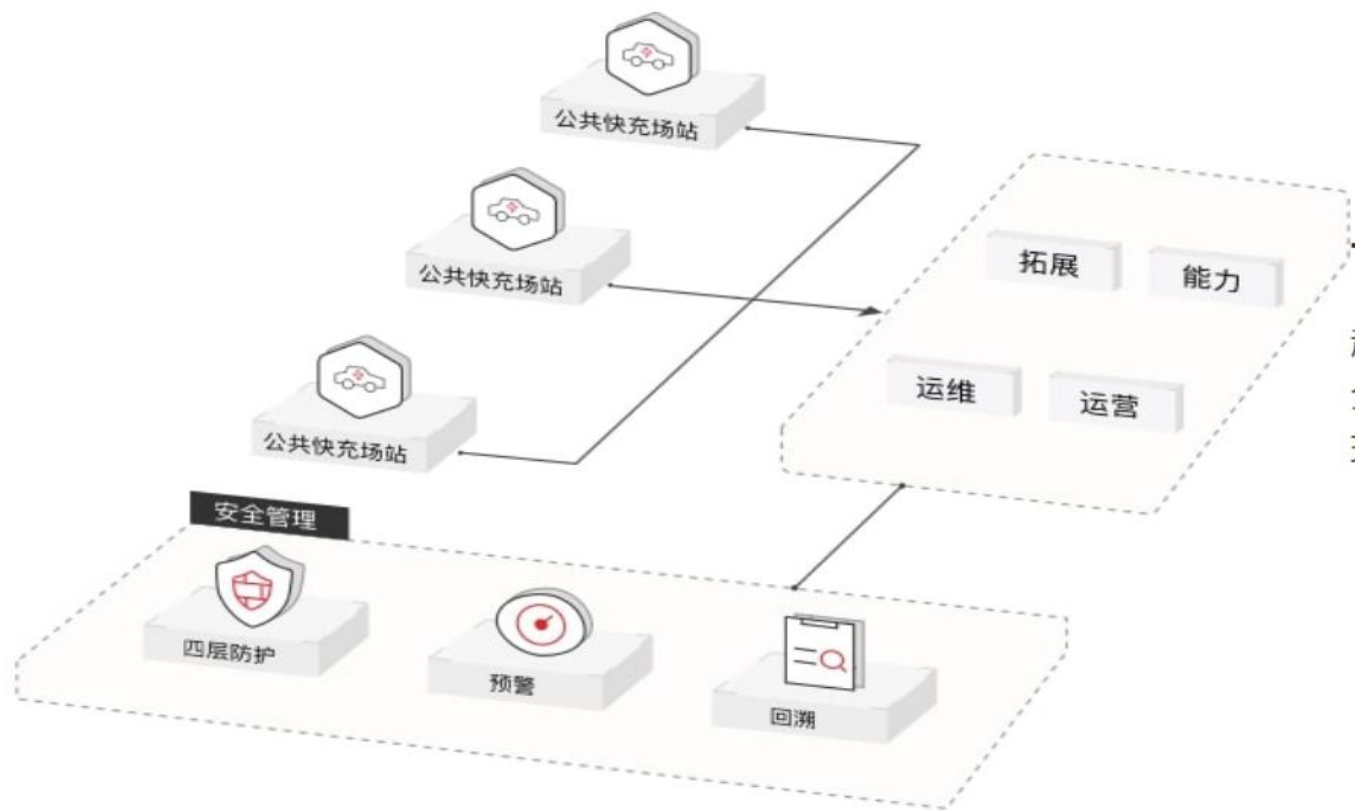 公共快充场站
公共快充场站
拓展
能力
公共快充场站
运维
运营
安全管理
四层防护
预警
回溯